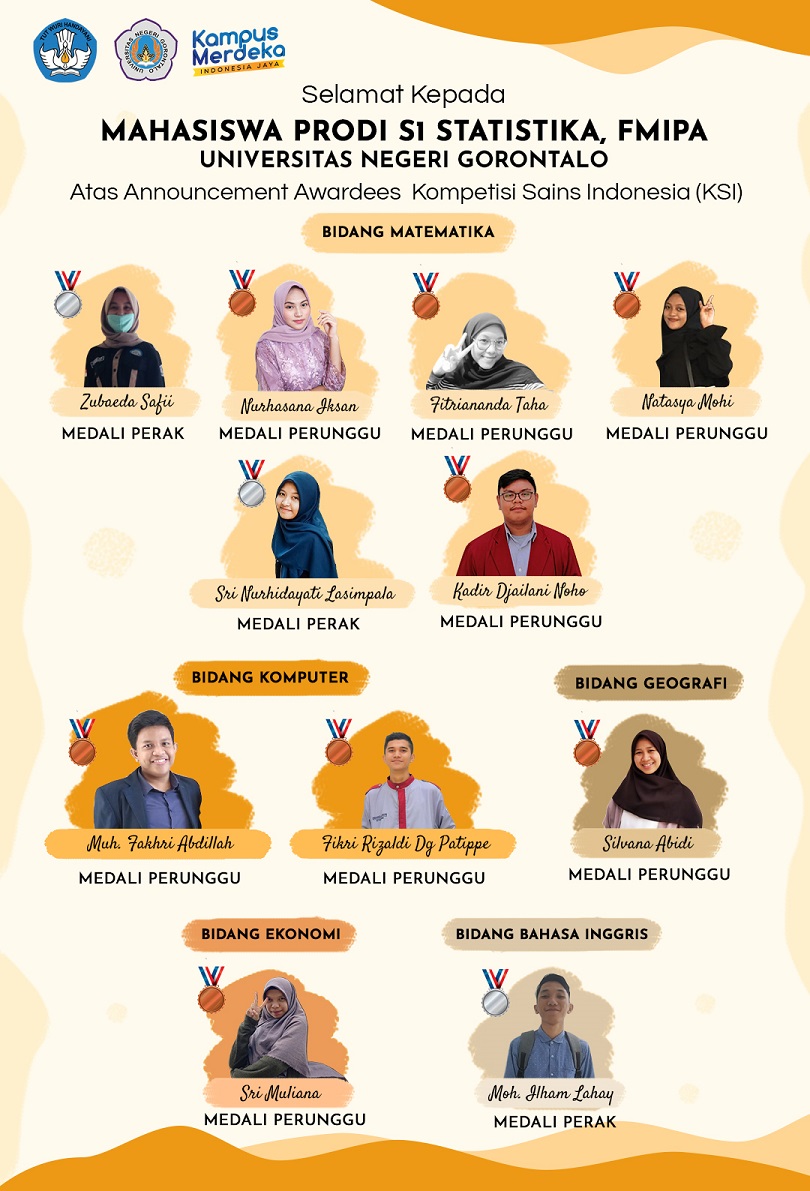 TUT WURI HANDAYANI
UNIVERSITAS NEGERI GORONTALO
Kampus
Merdeka
INDONESIA JAYA
Selamat Kepada
MAHASISWA PRODI S1 STATISTIKA, FMIPA
UNIVERSITAS NEGERI GORONTALO
Atas Announcement Awardees Kompetisi Sains Indonesia (KSI)
BIDANG MATEMATIKA
Zubaeda Safii
Nurhasana Iksan
Fitriananda Taha
Natasya Mohi
MEDALI PERAK
MEDALI PERUNGGU
MEDALI PERUNGGU
MEDALI PERUNGGU
Sri Nurhidayati Lasimpala
Kadir Djailani Noho
MEDALI PERAK
MEDALI PERUNGGU
BIDANG KOMPUTER
BIDANG GEOGRAFI
Muh. Fakhri Abdillah
Fikri Rizaldi Dg Patippe
Silvana Abidi
MEDALI PERUNGGU
MEDALI PERUNGGU
MEDALI PERUNGGU
BIDANG EKONOMI
BIDANG BAHASA INGGRIS
Sri Muliana
Moh. Ilham Lahay
MEDALI PERUNGGU
MEDALI PERAK